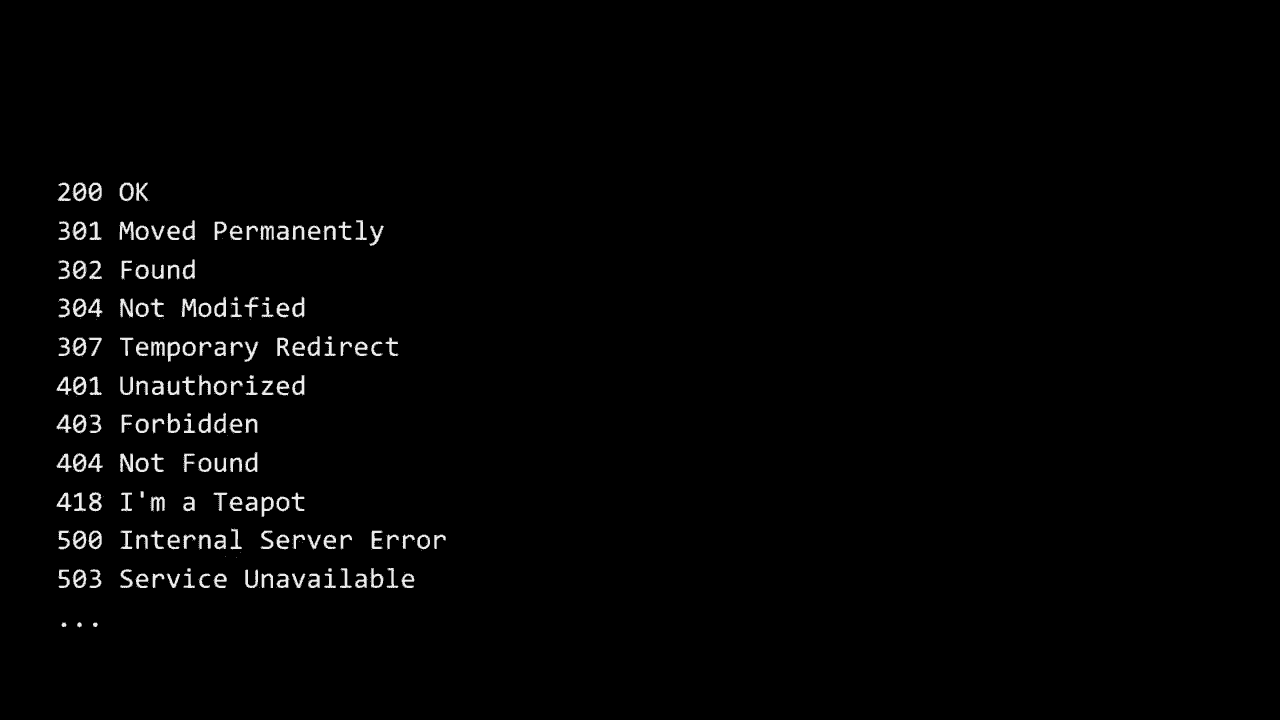 200 OK
301 Moved Permanently
302 Found
304 Not Modified
307 Temporary Redirect
401 Unauthorized
403 Forbidden
404 Not Found
418 I'm a Teapot
500 Internal Server Error
503 Service Unavailable
...